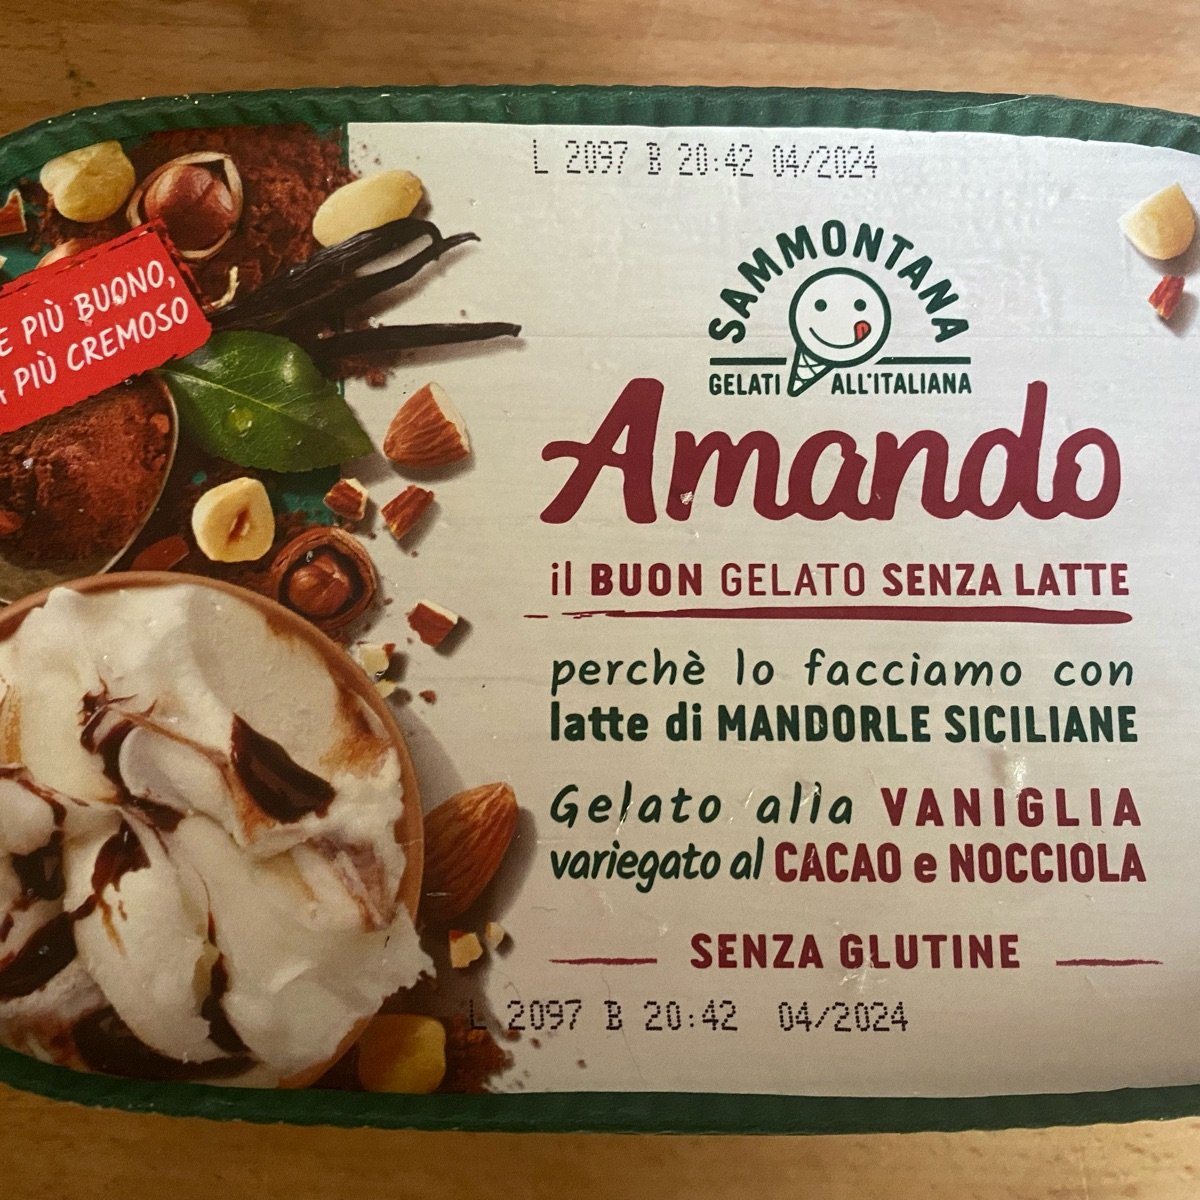 L 2097 B 20:42 04/2024
SAMMONTANA
GELATI ALL'ITALIANA
PIÙ BUONO,
PIÙ CREMOSO
Amando
il BUON GELATO SENZA LATTE
perchè lo facciamo con
latte di MANDORLE SICILIANE
Gelato alla VANIGLIA
variegato al CACAO e NOCCIOLA
SENZA GLUTINE
L 2097 B 20:42 04/2024